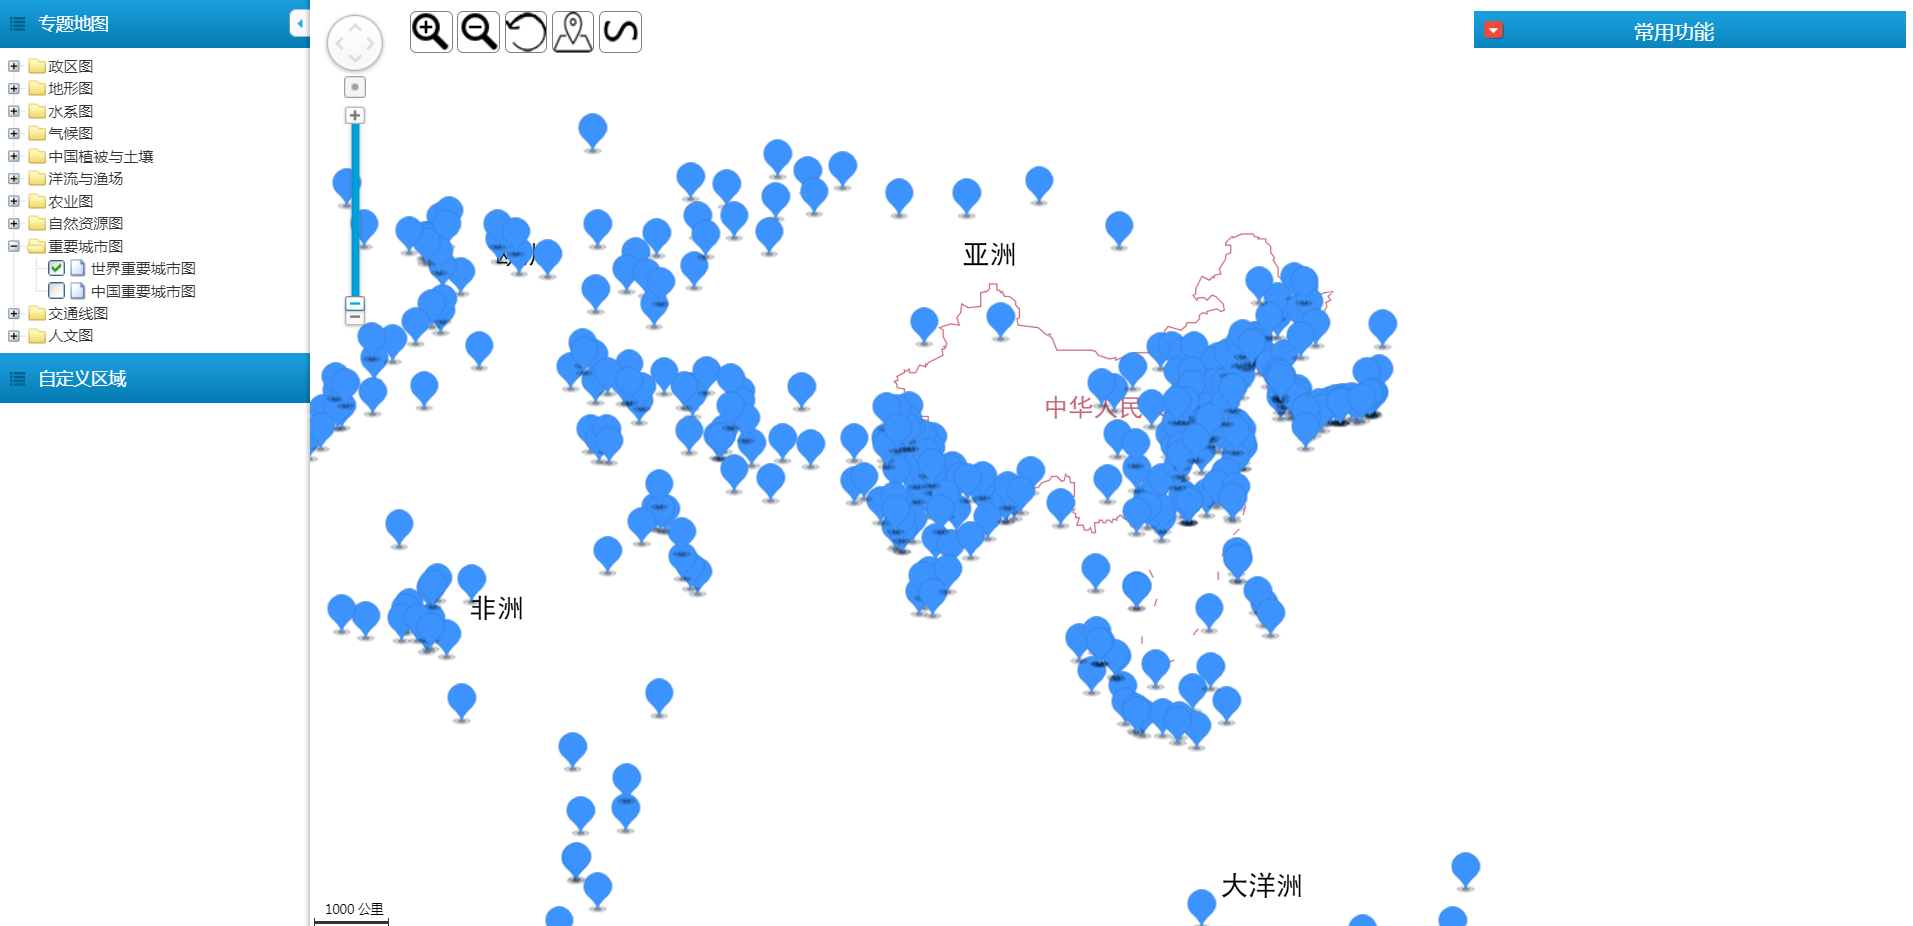 专题地图
政区图
地形图
水系图
气候图
中国植被与土壤
洋流与渔场
农业图
自然资源图
重要城市图
世界重要城市图
中国重要城市图
交通线图
人文图
自定义区域
常用功能
亚洲
中华人民
非洲
大洋洲
1000 公里